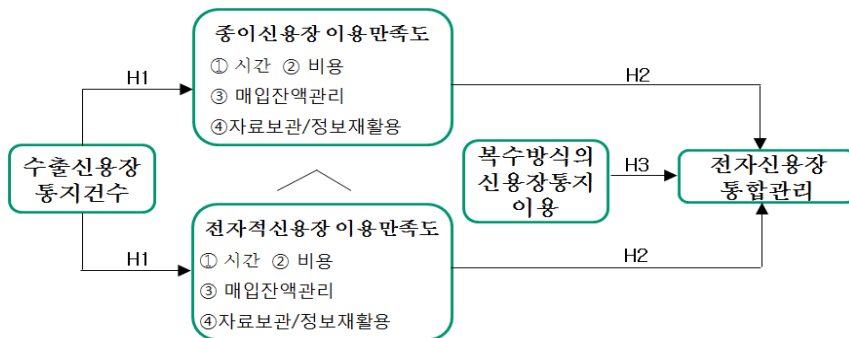 종이신용장 이용만족도
① 시간 ② 비용
③ 매입잔액관리
④자료보관/정보재활용
H1
H2
수출신용장
통지건수
복수방식의
신용장통지
이용
H3
전자신용장
통합관리
전자적신용장 이용만족도
① 시간 ② 비용
③ 매입잔액관리
④자료보관/정보재활용
H1
H2